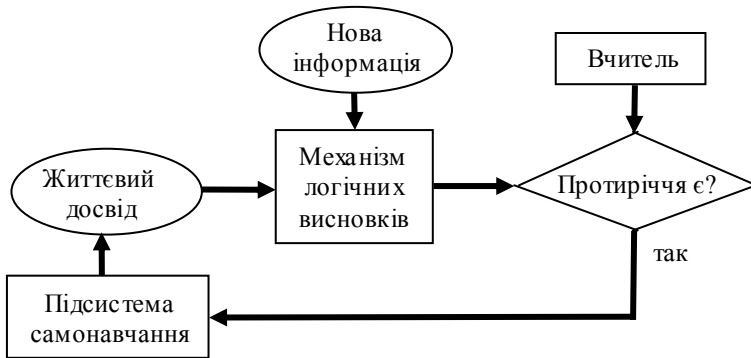 Нова
інформація
Вчитель
Життєвий
досвід
Механізм
логічних
висновків
Протиріччя є?
так
Підсистема
самонавчання